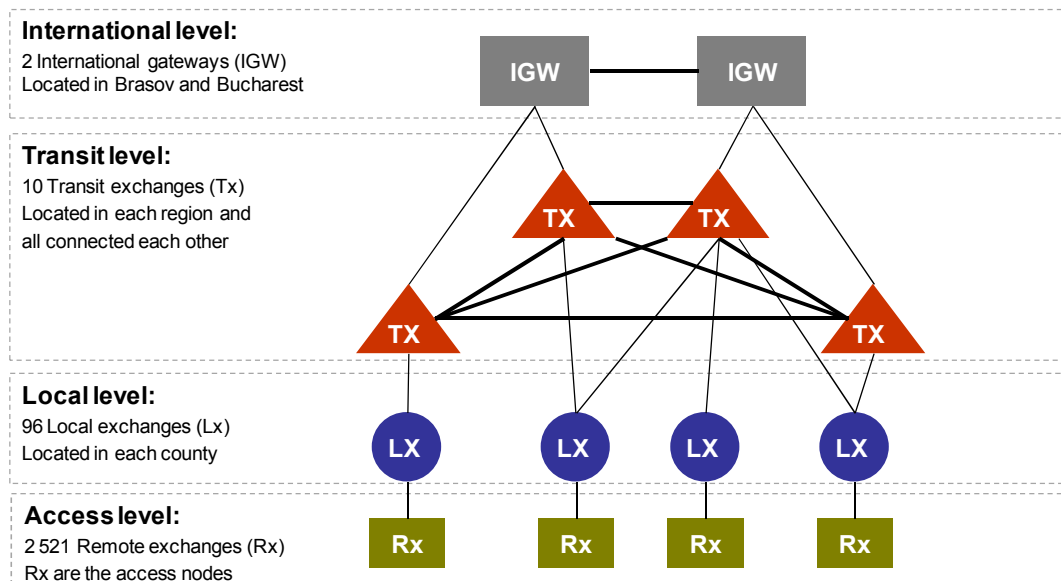 International level:
2 International gateways (IGW)
Located in Brasov and Bucharest
IGW
IGW
Transit level:
10 Transit exchanges (Tx)
Located in each region and
all connected each other
TX
TX
TX
TX
Local level:
96 Local exchanges (Lx)
Located in each county
LX
LX
LX
LX
Access level:
2 521 Remote exchanges (Rx)
Rx are the access nodes
Rx
Rx
Rx
Rx